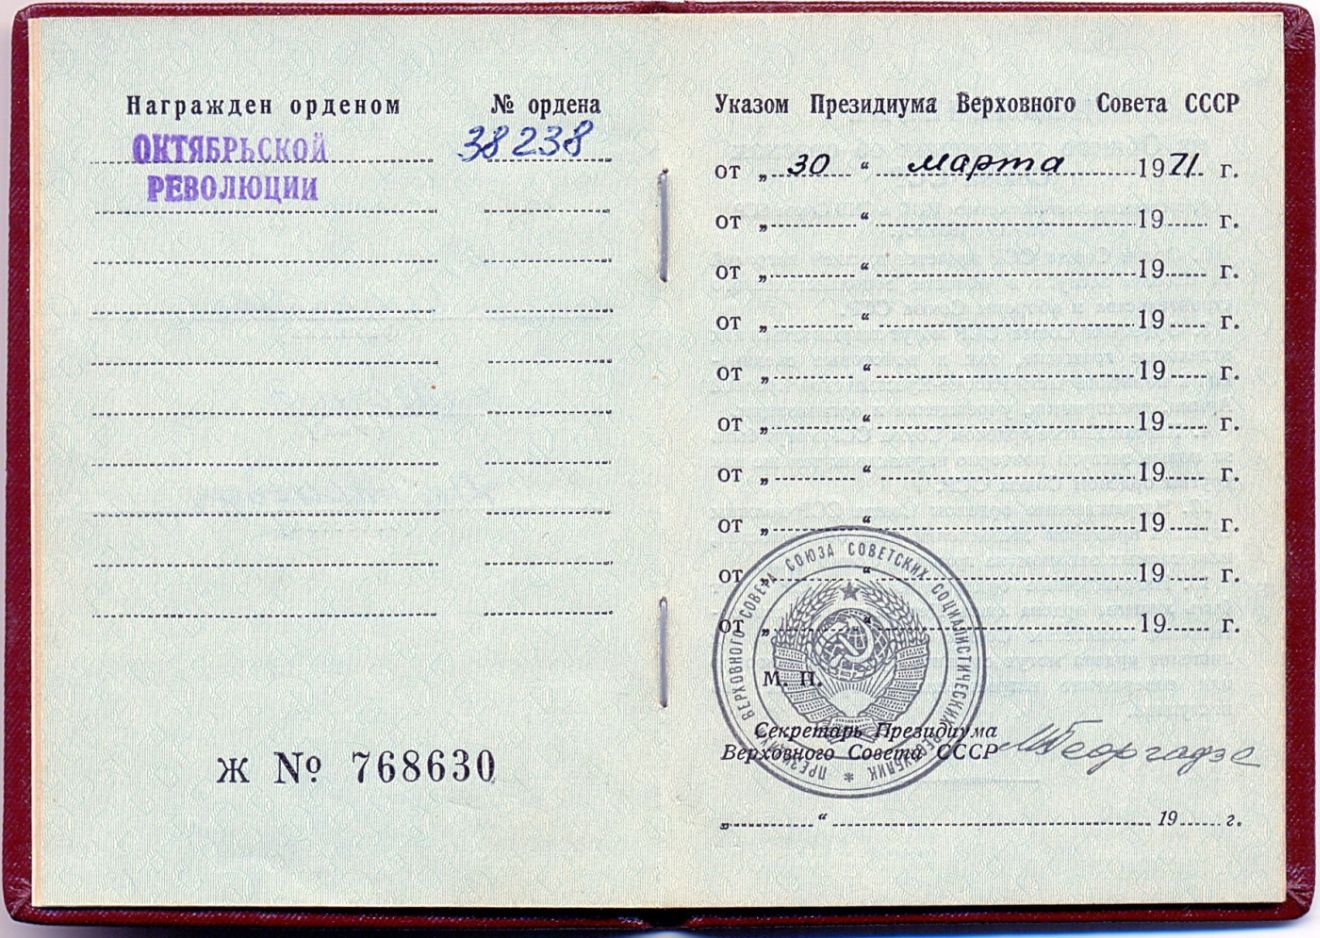 Награжден орденом № ордена
ОКТЯБРЬСКОЙ 38238
РЕВОЛЮЦИИ
Ж № 768630
Указом Президиума Верховного Совета СССР
от „30“ марта 1971 г.
от „ “ 19 г.
от „ “ 19 г.
от „ “ 19 г.
от „ “ 19 г.
от „ “ 19 г.
от „ “ 19 г.
от „ “ 19 г.
от „ “ 19 г.
от „ “ 19 г.
ПРЕЗИДИУМ ВЕРХОВНОГО СОВЕТА СОЮЗА СОВЕТСКИХ СОЦИАЛИСТИЧЕСКИХ РЕСПУБЛИК *
М. П.
Секретарь Президиума
Верховного Совета СССР МГеоргадзе
„ “ 19 г.